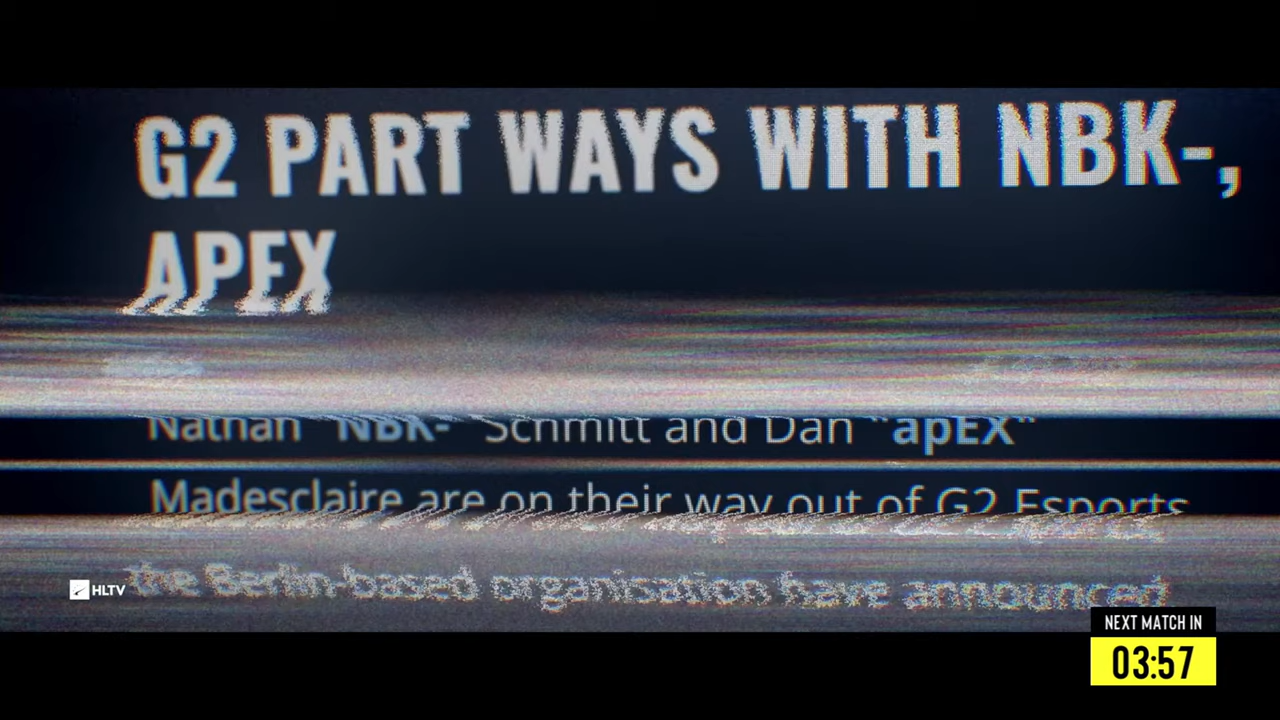 G2 PART WAYS WITH NBK-,
APEX
Nathan "NBK-" Schmitt and Dan "apEX"
Madesclaire are on their way out of G2 Esports
the Berlin-based organisation have announced
HLTV
NEXT MATCH IN
03:57